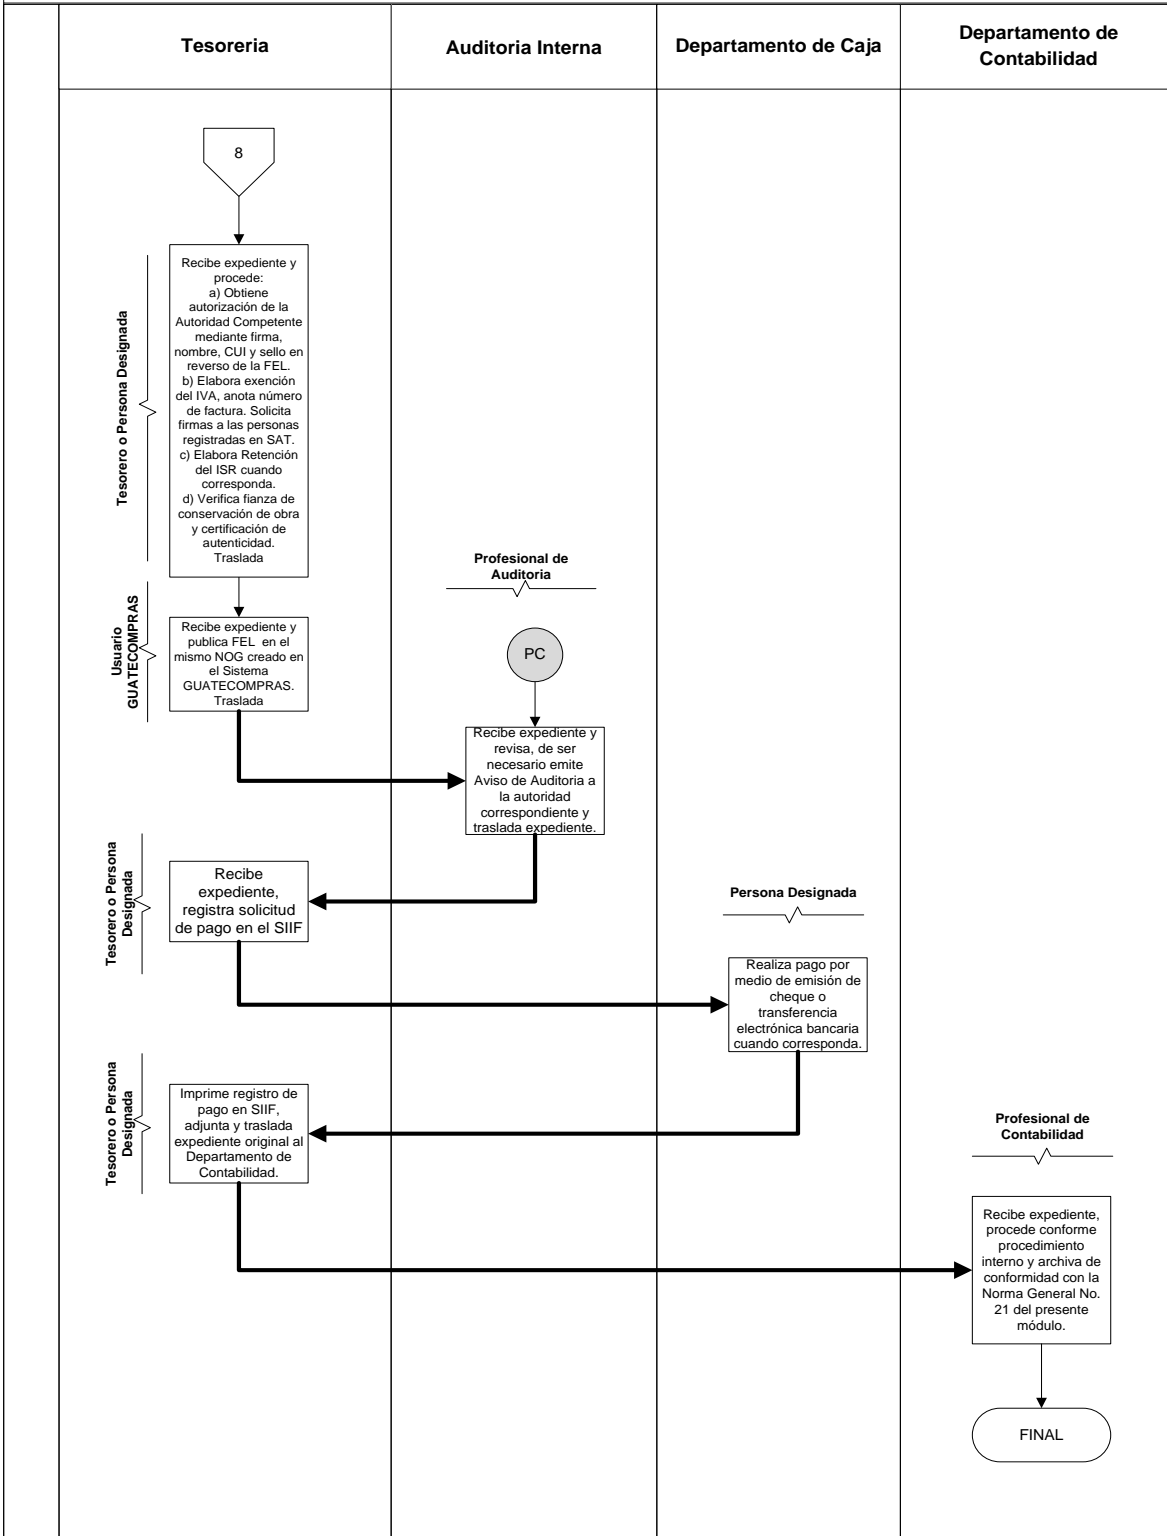 Tesoreria
Auditoria Interna
Departamento de Caja
Departamento de
Contabilidad
8
Tesorero o Persona Designada
Recibe expediente y
procede:
a) Obtiene
autorización de la
Autoridad Competente
mediante firma,
nombre, CUI y sello en
reverso de la FEL.
b) Elabora exención
del IVA, anota número
de factura. Solicita
firmas a las personas
registradas en SAT.
c) Elabora Retención
del ISR cuando
corresponda.
d) Verifica fianza de
conservación de obra
y certificación de
autenticidad.
Traslada
Usuario
GUATECOMPRAS
Recibe expediente y
publica FEL en el
mismo NOG creado en
el Sistema
GUATECOMPRAS.
Traslada
Profesional de
Auditoria
PC
Recibe expediente y
revisa, de ser
necesario emite
Aviso de Auditoria a
la autoridad
correspondiente y
traslada expediente.
Tesorero o Persona
Designada
Recibe
expediente,
registra solicitud
de pago en el SIIF
Persona Designada
Realiza pago por
medio de emisión de
cheque o
transferencia
electrónica bancaria
cuando corresponda.
Tesorero o Persona
Designada
Imprime registro de
pago en SIIF,
adjunta y traslada
expediente original al
Departamento de
Contabilidad.
Profesional de
Contabilidad
Recibe expediente,
procede conforme
procedimiento
interno y archiva de
conformidad con la
Norma General No.
21 del presente
módulo.
FINAL